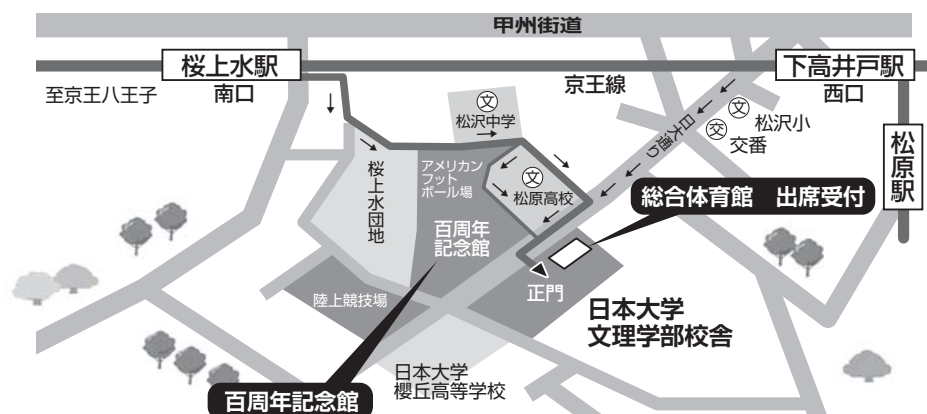 甲州街道
桜上水駅
南口
至京王八王子
京王線
下高井戸駅
西口
松原駅
文
松沢中学
文
松沢小
交
交番
日大通り
桜上水団地
アメリカン
フット
ボール場
文
松原高校
総合体育館　出席受付
百周年
記念館
正門
陸上競技場
日本大学
文理学部校舎
日本大学
櫻丘高等学校
百周年記念館